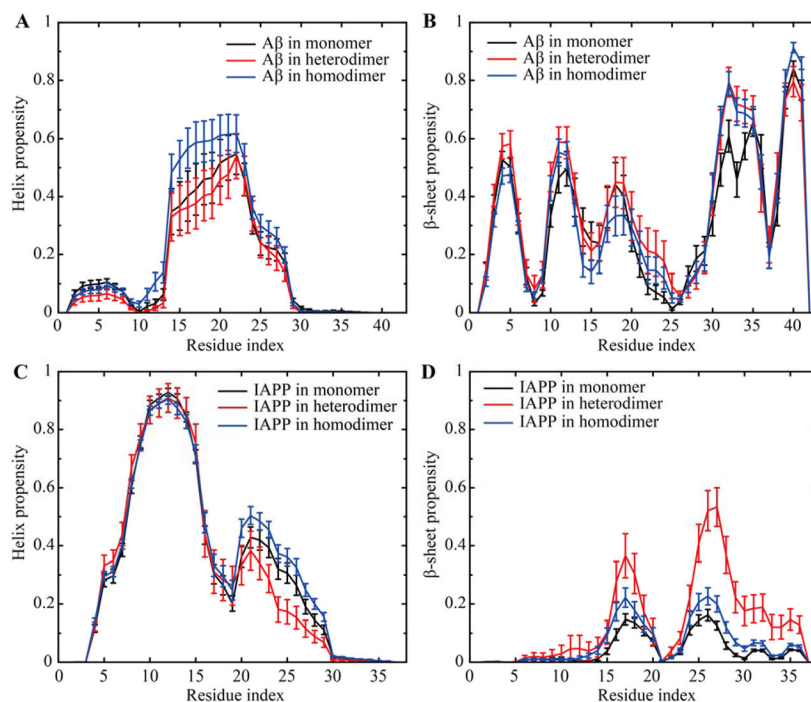 A
Aβ in monomer
Aβ in heterodimer
Aβ in homodimer
Helix propensity
1
0.8
0.6
0.4
0.2
0
0 5 10 15 20 25 30 35 40
Residue index
B
Aβ in monomer
Aβ in heterodimer
Aβ in homodimer
β-sheet propensity
1
0.8
0.6
0.4
0.2
0
0 5 10 15 20 25 30 35 40
Residue index
C
IAPP in monomer
IAPP in heterodimer
IAPP in homodimer
Helix propensity
1
0.8
0.6
0.4
0.2
0
0 5 10 15 20 25 30 35
Residue index
D
IAPP in monomer
IAPP in heterodimer
IAPP in homodimer
β-sheet propensity
1
0.8
0.6
0.4
0.2
0
0 5 10 15 20 25 30 35
Residue index